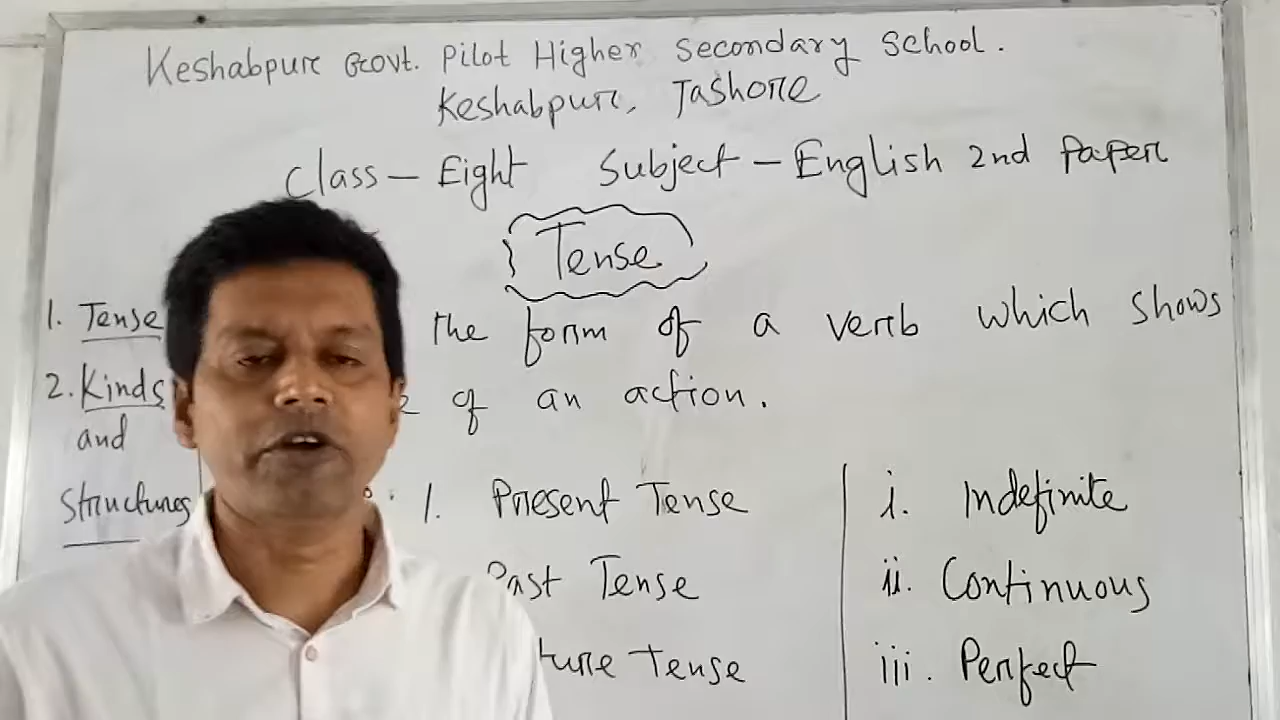 Keshabpur Govt. Pilot Higher Secondary School.
Keshabpur, Jashore
Class – Eight Subject – English 2nd Paper
Tense
1. Tense the form of a verb which shows
2. Kinds of an action.
and
Structures 1. Present Tense i. Indefinite
Past Tense ii. Continuous
ture Tense iii. Perfect